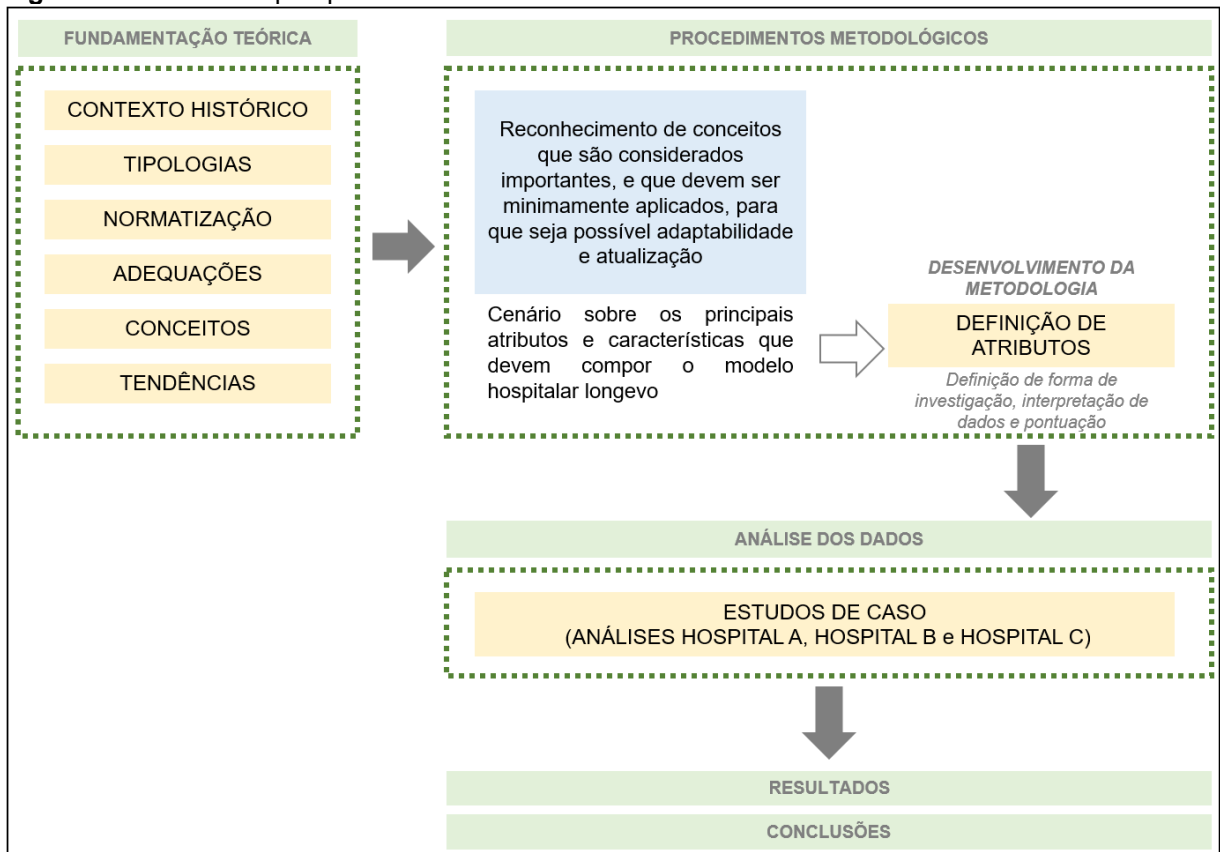 FUNDAMENTAÇÃO TEÓRICA
CONTEXTO HISTÓRICO
TIPOLOGIAS
NORMATIZAÇÃO
ADEQUAÇÕES
CONCEITOS
TENDÊNCIAS
PROCEDIMENTOS METODOLÓGICOS
Reconhecimento de conceitos
que são considerados
importantes, e que devem ser
minimamente aplicados, para
que seja possível adaptabilidade
e atualização
Cenário sobre os principais
atributos e características que
devem compor o modelo
hospitalar longevo
DESENVOLVIMENTO DA
METODOLOGIA
DEFINIÇÃO DE
ATRIBUTOS
Definição de forma de
investigação, interpretação de
dados e pontuação
ANÁLISE DOS DADOS
ESTUDOS DE CASO
(ANÁLISES HOSPITAL A, HOSPITAL B e HOSPITAL C)
RESULTADOS
CONCLUSÕES